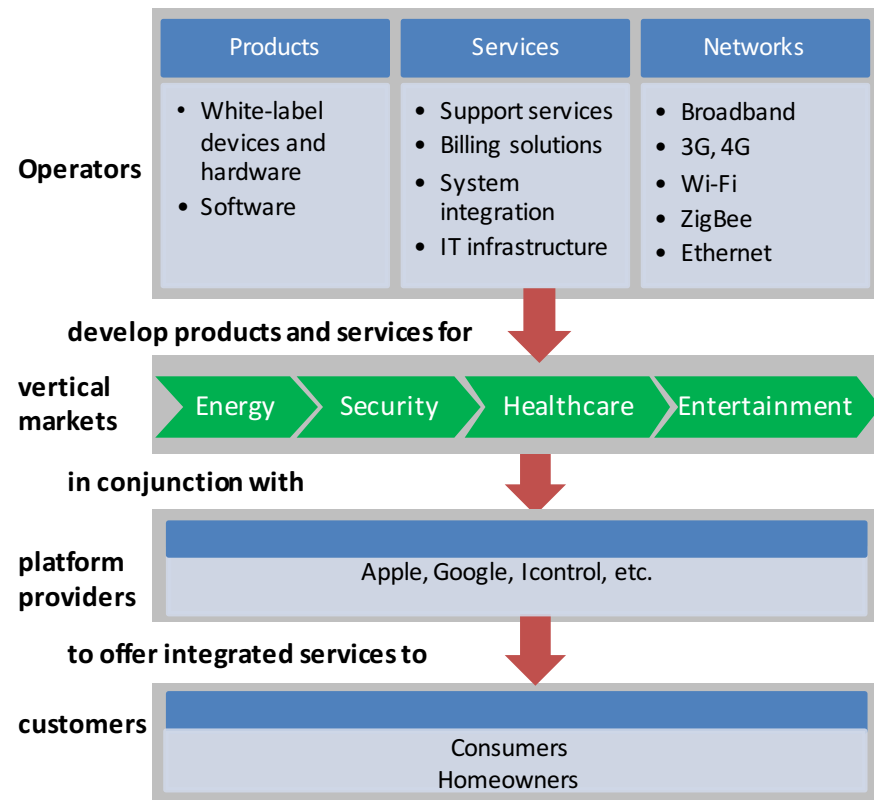 Products
Services
Networks
Operators
• White-label
devices and
hardware
• Software
• Support services
• Billing solutions
• System
integration
• IT infrastructure
• Broadband
• 3G, 4G
• Wi-Fi
• ZigBee
• Ethernet
develop products and services for
vertical
markets
Energy
Security
Healthcare
Entertainment
in conjunction with
platform
providers
Apple, Google, Icontrol, etc.
to offer integrated services to
customers
Consumers
Homeowners